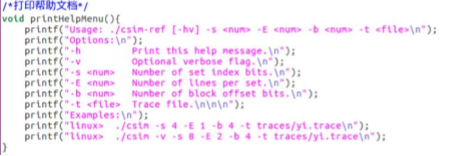 /*打印帮助文档*/
void printHelpMenu(){
    printf("Usage: ./csim-ref [-hv] -s <num> -E <num> -b <num> -t <file>\n");
    printf("Options:\n");
    printf("-h         Print this help message.\n");
    printf("-v         Optional verbose flag.\n");
    printf("-s <num>   Number of set index bits.\n");
    printf("-E <num>   Number of lines per set.\n");
    printf("-b <num>   Number of block offset bits.\n");
    printf("-t <file>  Trace file.\n\n\n");
    printf("Examples:\n");
    printf("linux>  ./csim -s 4 -E 1 -b 4 -t traces/yi.trace\n");
    printf("linux>  ./csim -v -s 8 -E 2 -b 4 -t traces/yi.trace\n");
}